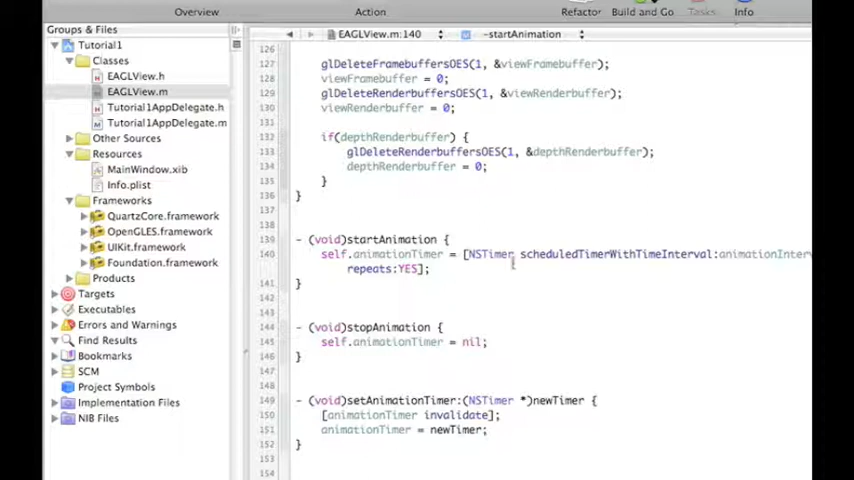 Overview
Action
Refactor
Build and Go
Tasks
Info
Groups & Files
EAGLView.m:140
-startAnimation
Tutorial1
Classes
EAGLView.h
EAGLView.m
Tutorial1AppDelegate.h
Tutorial1AppDelegate.m
Other Sources
Resources
MainWindow.xib
Info.plist
Frameworks
QuartzCore.framework
OpenGLES.framework
UIKit.framework
Foundation.framework
Products
Targets
Executables
Errors and Warnings
Find Results
Bookmarks
SCM
Project Symbols
Implementation Files
NIB Files
126
127 glDeleteFramebuffersOES(1, &viewFramebuffer);
128 viewFramebuffer = 0;
129 glDeleteRenderbuffersOES(1, &viewRenderbuffer);
130 viewRenderbuffer = 0;
131
132 if(depthRenderbuffer) {
133 glDeleteRenderbuffersOES(1, &depthRenderbuffer);
134 depthRenderbuffer = 0;
135 }
136 }
137
138
139 - (void)startAnimation {
140 self.animationTimer = [NSTimer scheduledTimerWithTimeInterval:animationInterv
repeats:YES];
141 }
142
143
144 - (void)stopAnimation {
145 self.animationTimer = nil;
146 }
147
148
149 - (void)setAnimationTimer:(NSTimer *)newTimer {
150 [animationTimer invalidate];
151 animationTimer = newTimer;
152 }
153
154